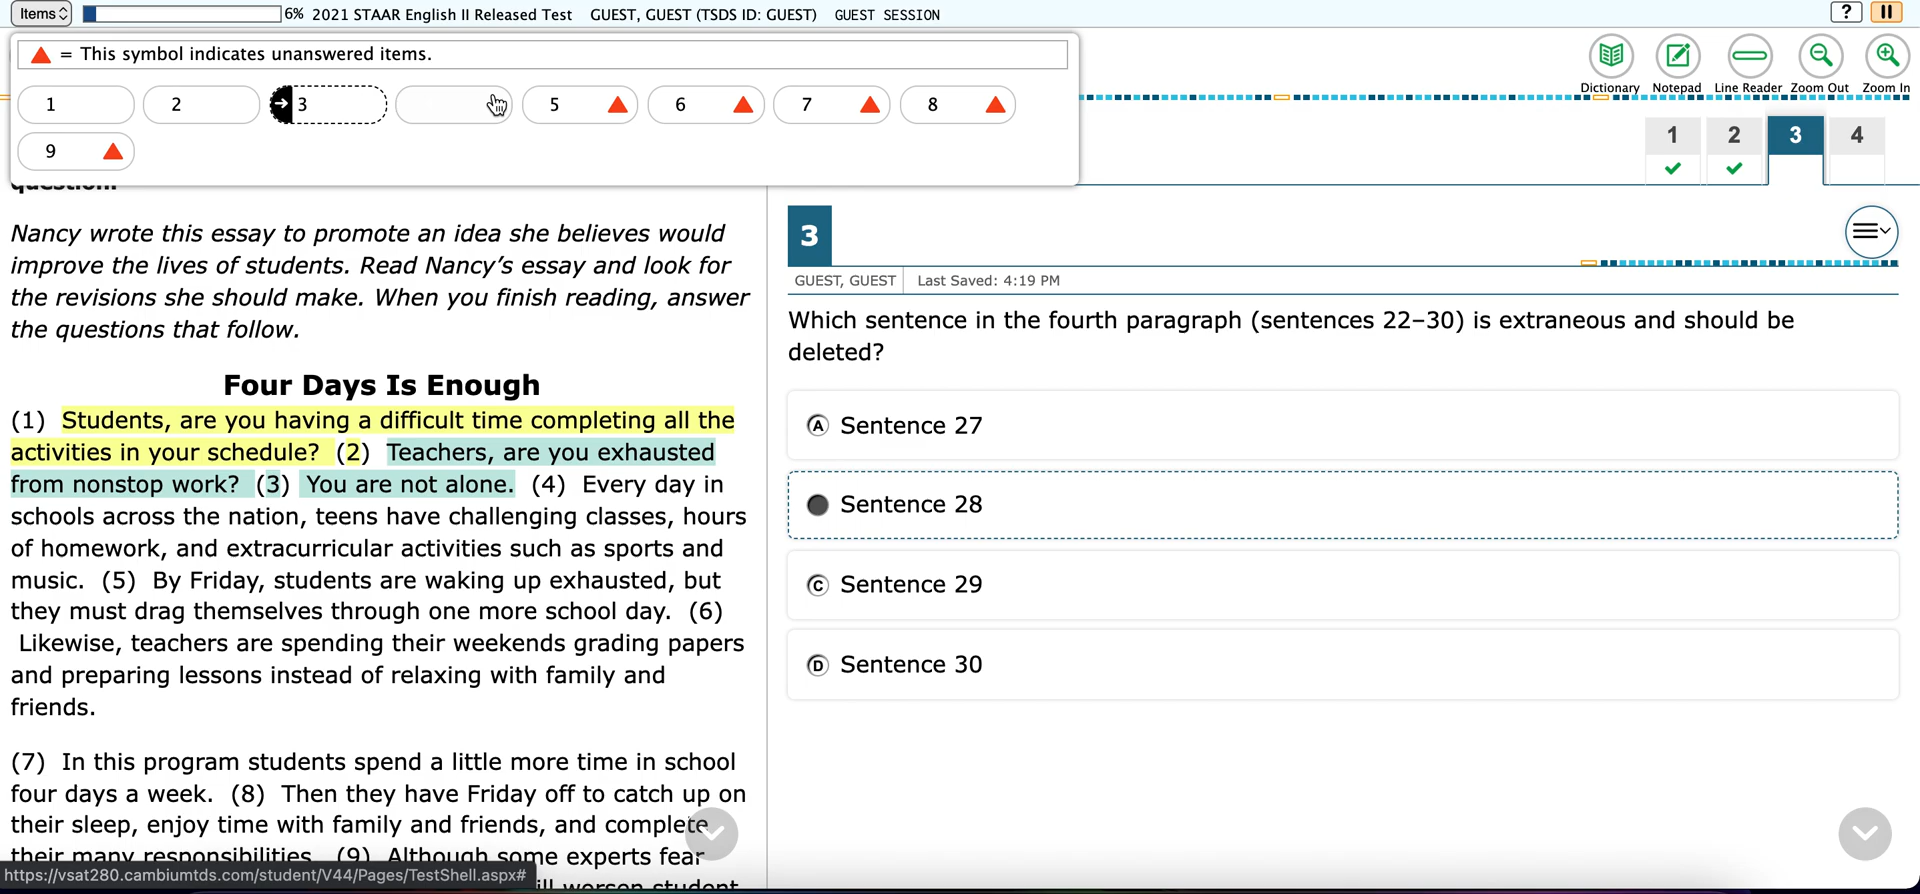 Items 6% 2021 STAAR English II Released Test GUEST, GUEST (TSDS ID: GUEST) GUEST SESSION ?
= This symbol indicates unanswered items.
1 2 3 5 6 7 8
9
Dictionary Notepad Line Reader Zoom Out Zoom In
1 2 3 4
question.
Nancy wrote this essay to promote an idea she believes would
improve the lives of students. Read Nancy's essay and look for
the revisions she should make. When you finish reading, answer
the questions that follow.
Four Days Is Enough
(1) Students, are you having a difficult time completing all the
activities in your schedule? (2) Teachers, are you exhausted
from nonstop work? (3) You are not alone. (4) Every day in
schools across the nation, teens have challenging classes, hours
of homework, and extracurricular activities such as sports and
music. (5) By Friday, students are waking up exhausted, but
they must drag themselves through one more school day. (6)
Likewise, teachers are spending their weekends grading papers
and preparing lessons instead of relaxing with family and
friends.
(7) In this program students spend a little more time in school
four days a week. (8) Then they have Friday off to catch up on
their sleep, enjoy time with family and friends, and complete
their many responsibilities. (9) Although some experts fear
ill worsen student
https://vsat280.cambiumtds.com/student/V44/Pages/TestShell.aspx#
3
GUEST, GUEST Last Saved: 4:19 PM
Which sentence in the fourth paragraph (sentences 22–30) is extraneous and should be
deleted?
A Sentence 27
Sentence 28
C Sentence 29
D Sentence 30